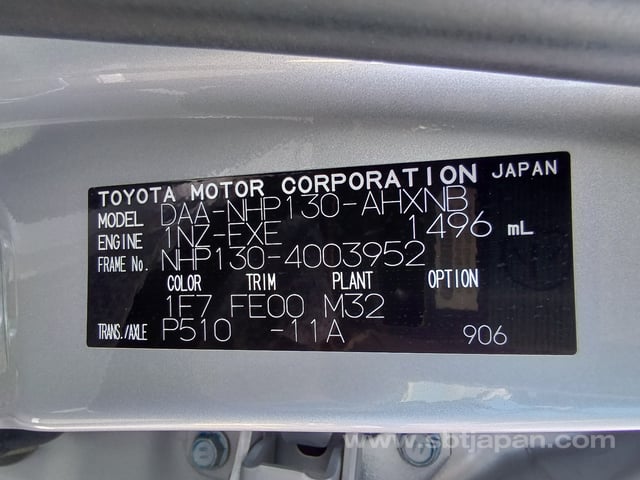 TOYOTA MOTOR CORPORATION JAPAN
MODEL DAA-NHP130-AHXNB
ENGINE 1NZ-FXE 1496 mL
FRAME No. NHP130-4003952
COLOR TRIM PLANT OPTION
1F7 FE00 M32
TRANS./AXLE P510 -11A 906
www.sbtjapan.com